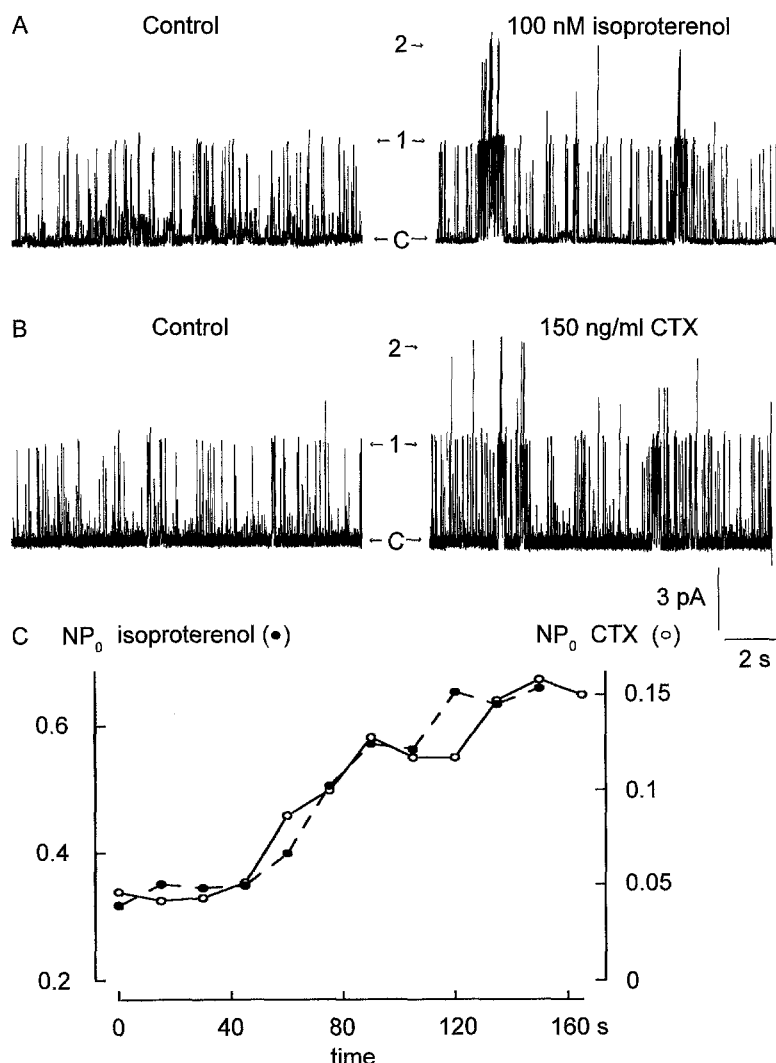 A Control 100 nM isoproterenol
2→
←1→
←C→
B Control 150 ng/ml CTX
2→
←1→
←C→
3 pA
2 s
C NP₀ isoproterenol (●) NP₀ CTX (○)
0.6 0.15
0.1
0.4 0.05
0.2 0
0 40 80 120 160 s
time